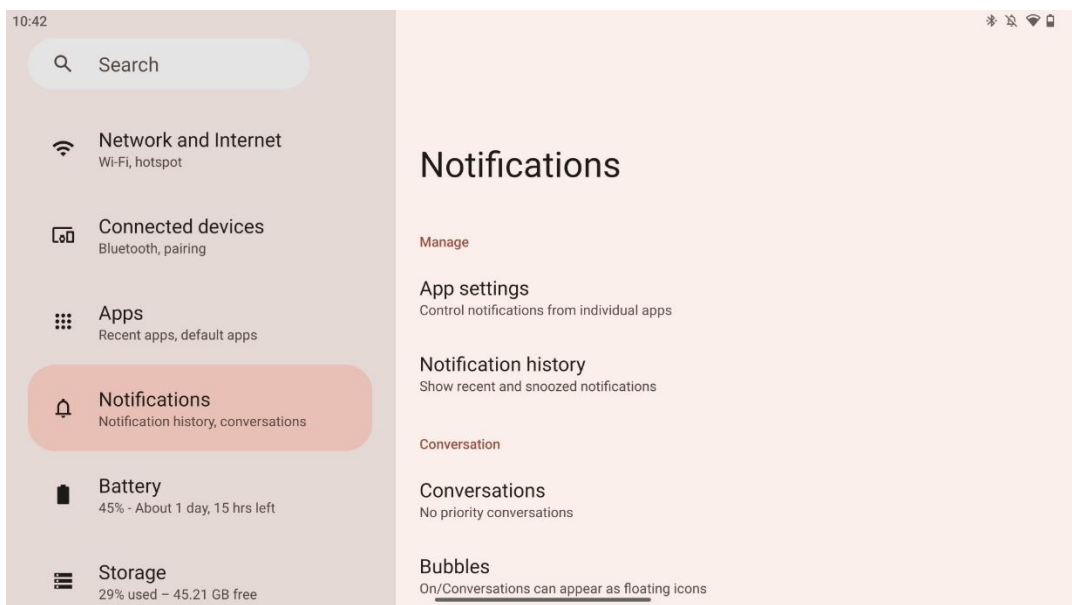 10:42
Search
Network and Internet
Wi-Fi, hotspot
Connected devices
Bluetooth, pairing
Apps
Recent apps, default apps
Notifications
Notification history, conversations
Battery
45% - About 1 day, 15 hrs left
Storage
29% used – 45.21 GB free
Notifications
Manage
App settings
Control notifications from individual apps
Notification history
Show recent and snoozed notifications
Conversation
Conversations
No priority conversations
Bubbles
On/Conversations can appear as floating icons